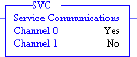 SVC
Service Communications
Channel 0 Yes
Channel 1 No